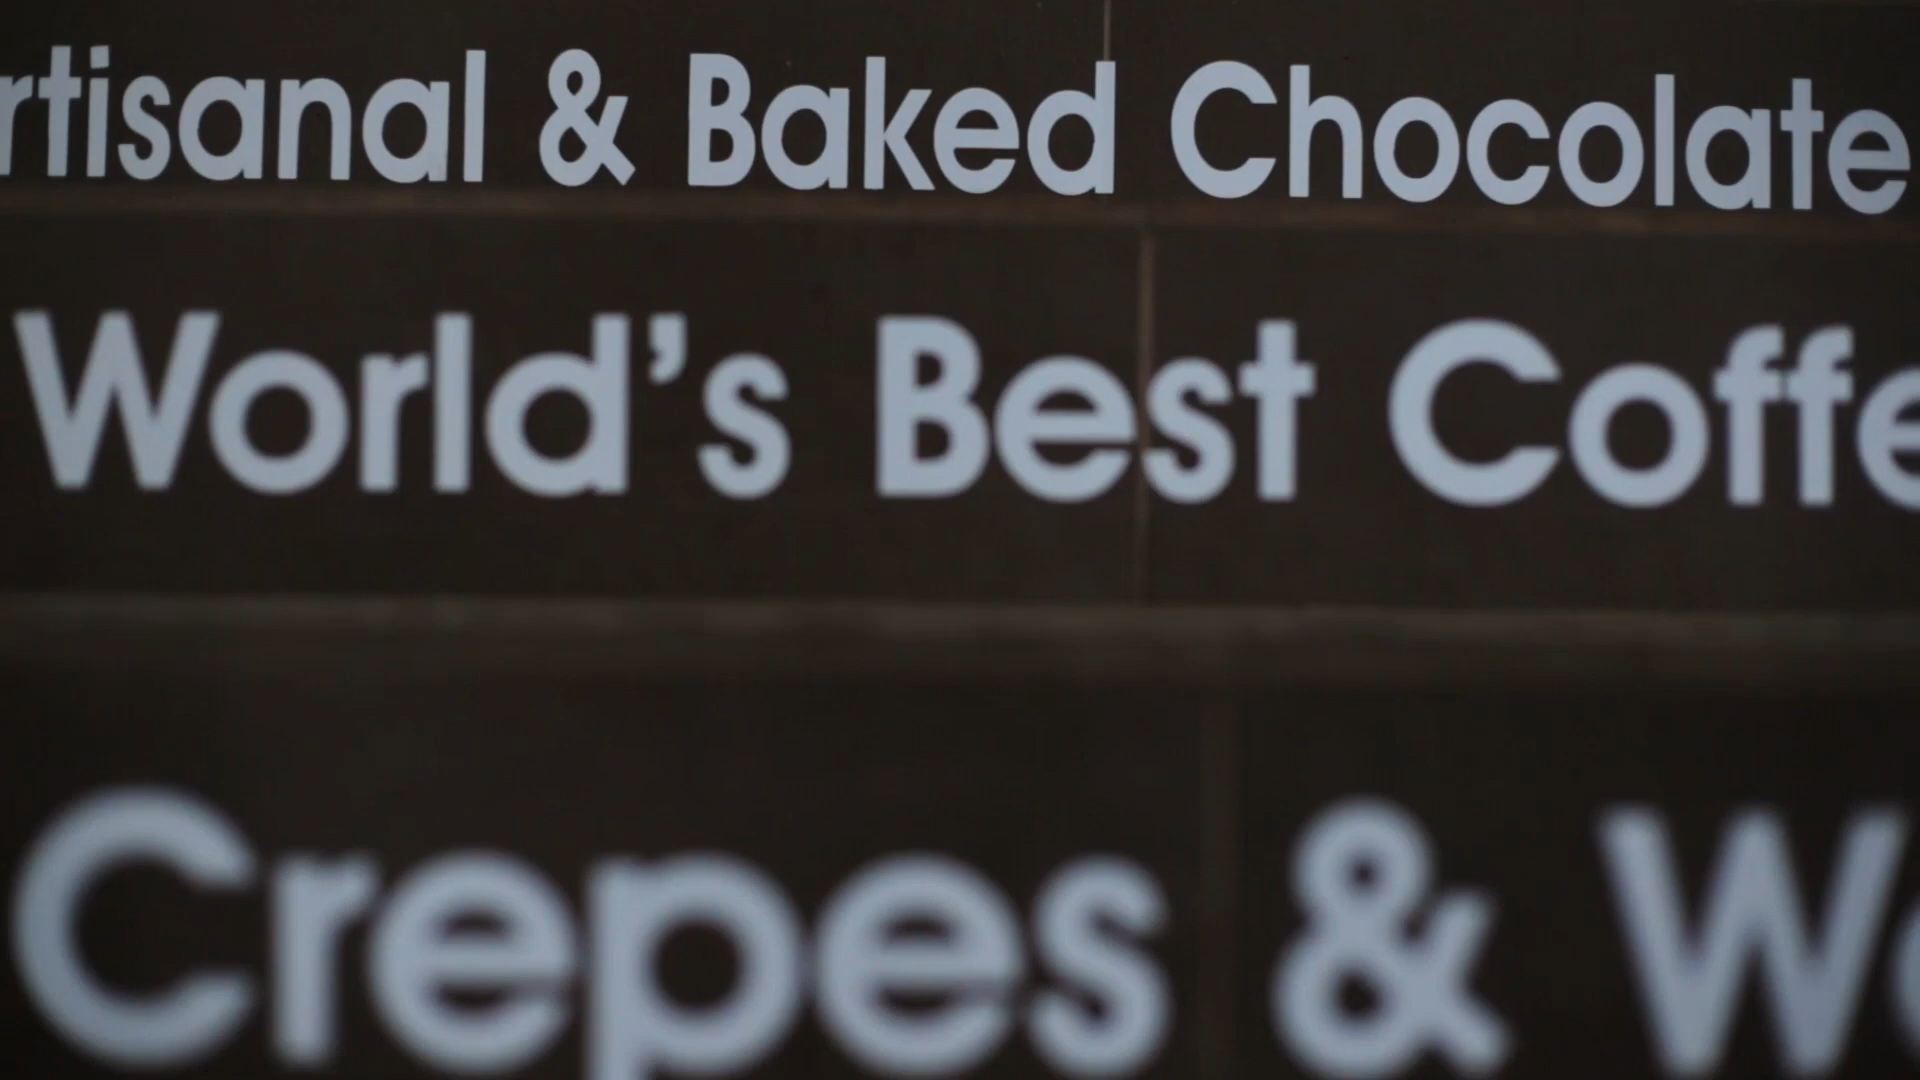 rtisanal & Baked Chocolate
World's Best Coffe
Crepes & W